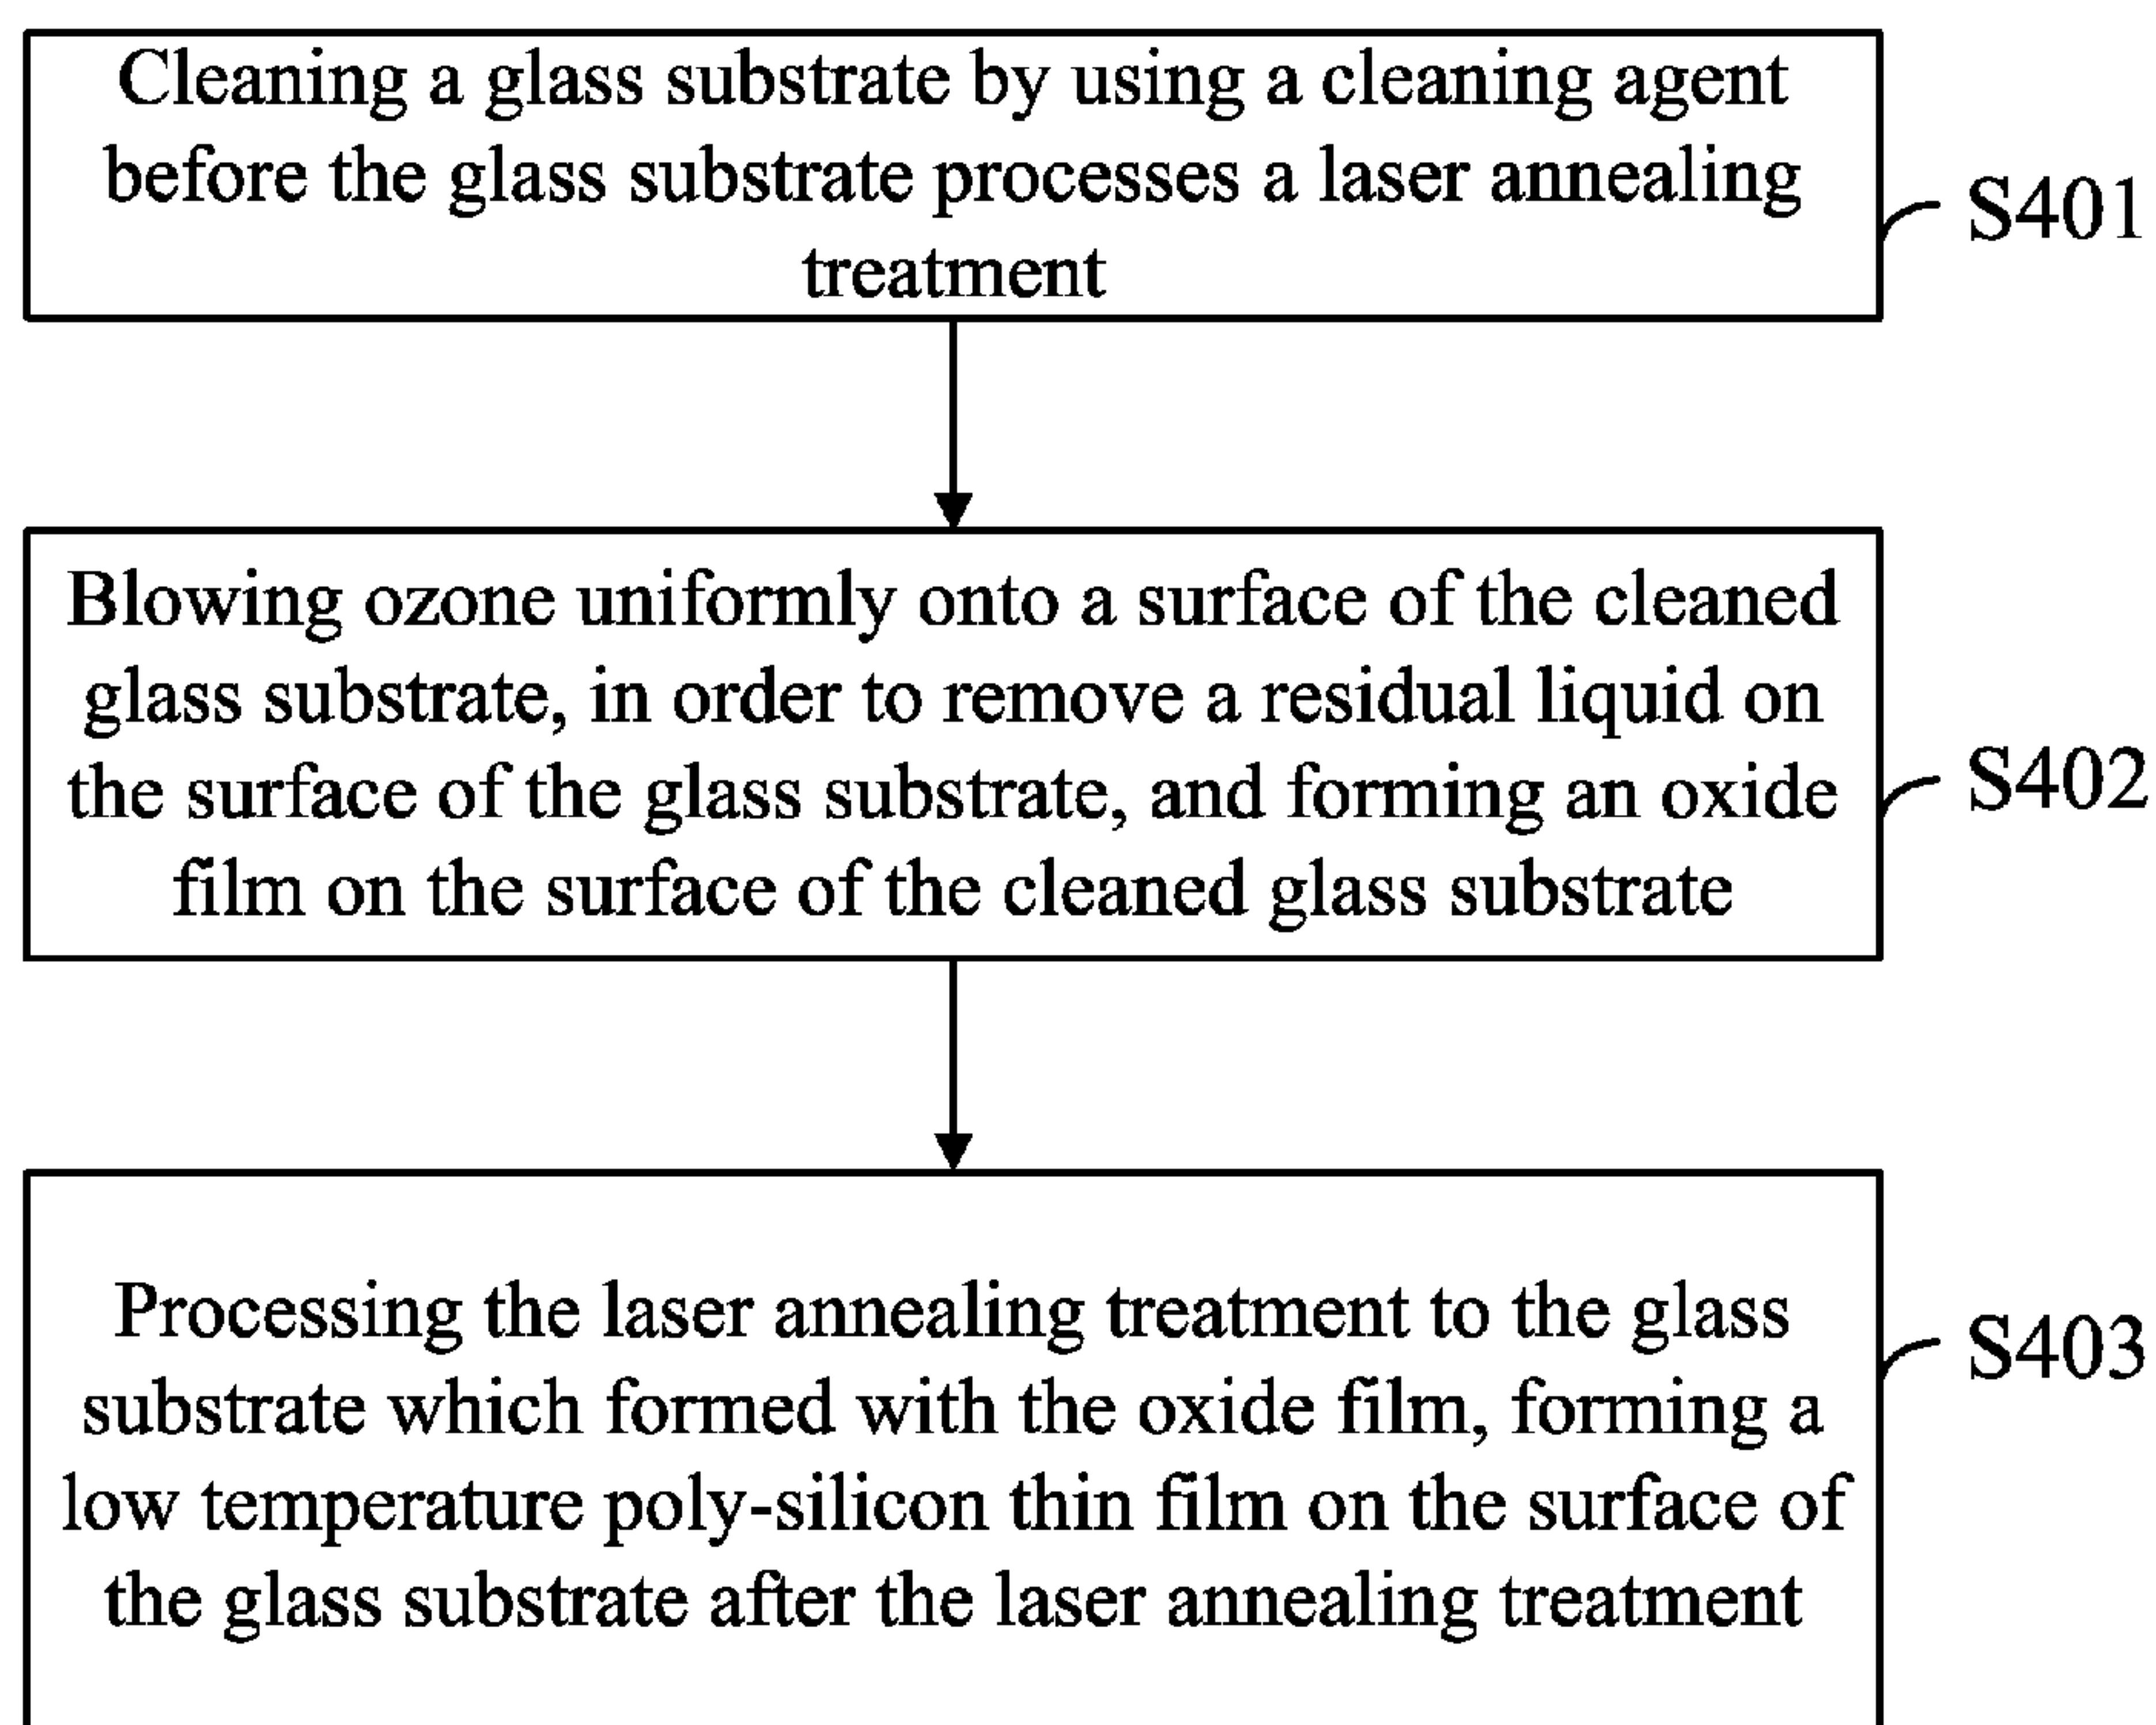 Cleaning a glass substrate by using a cleaning agent
before the glass substrate processes a laser annealing
treatment
S401
Blowing ozone uniformly onto a surface of the cleaned
glass substrate, in order to remove a residual liquid on
the surface of the glass substrate, and forming an oxide
film on the surface of the cleaned glass substrate
S402
Processing the laser annealing treatment to the glass
substrate which formed with the oxide film, forming a
low temperature poly-silicon thin film on the surface of
the glass substrate after the laser annealing treatment
S403